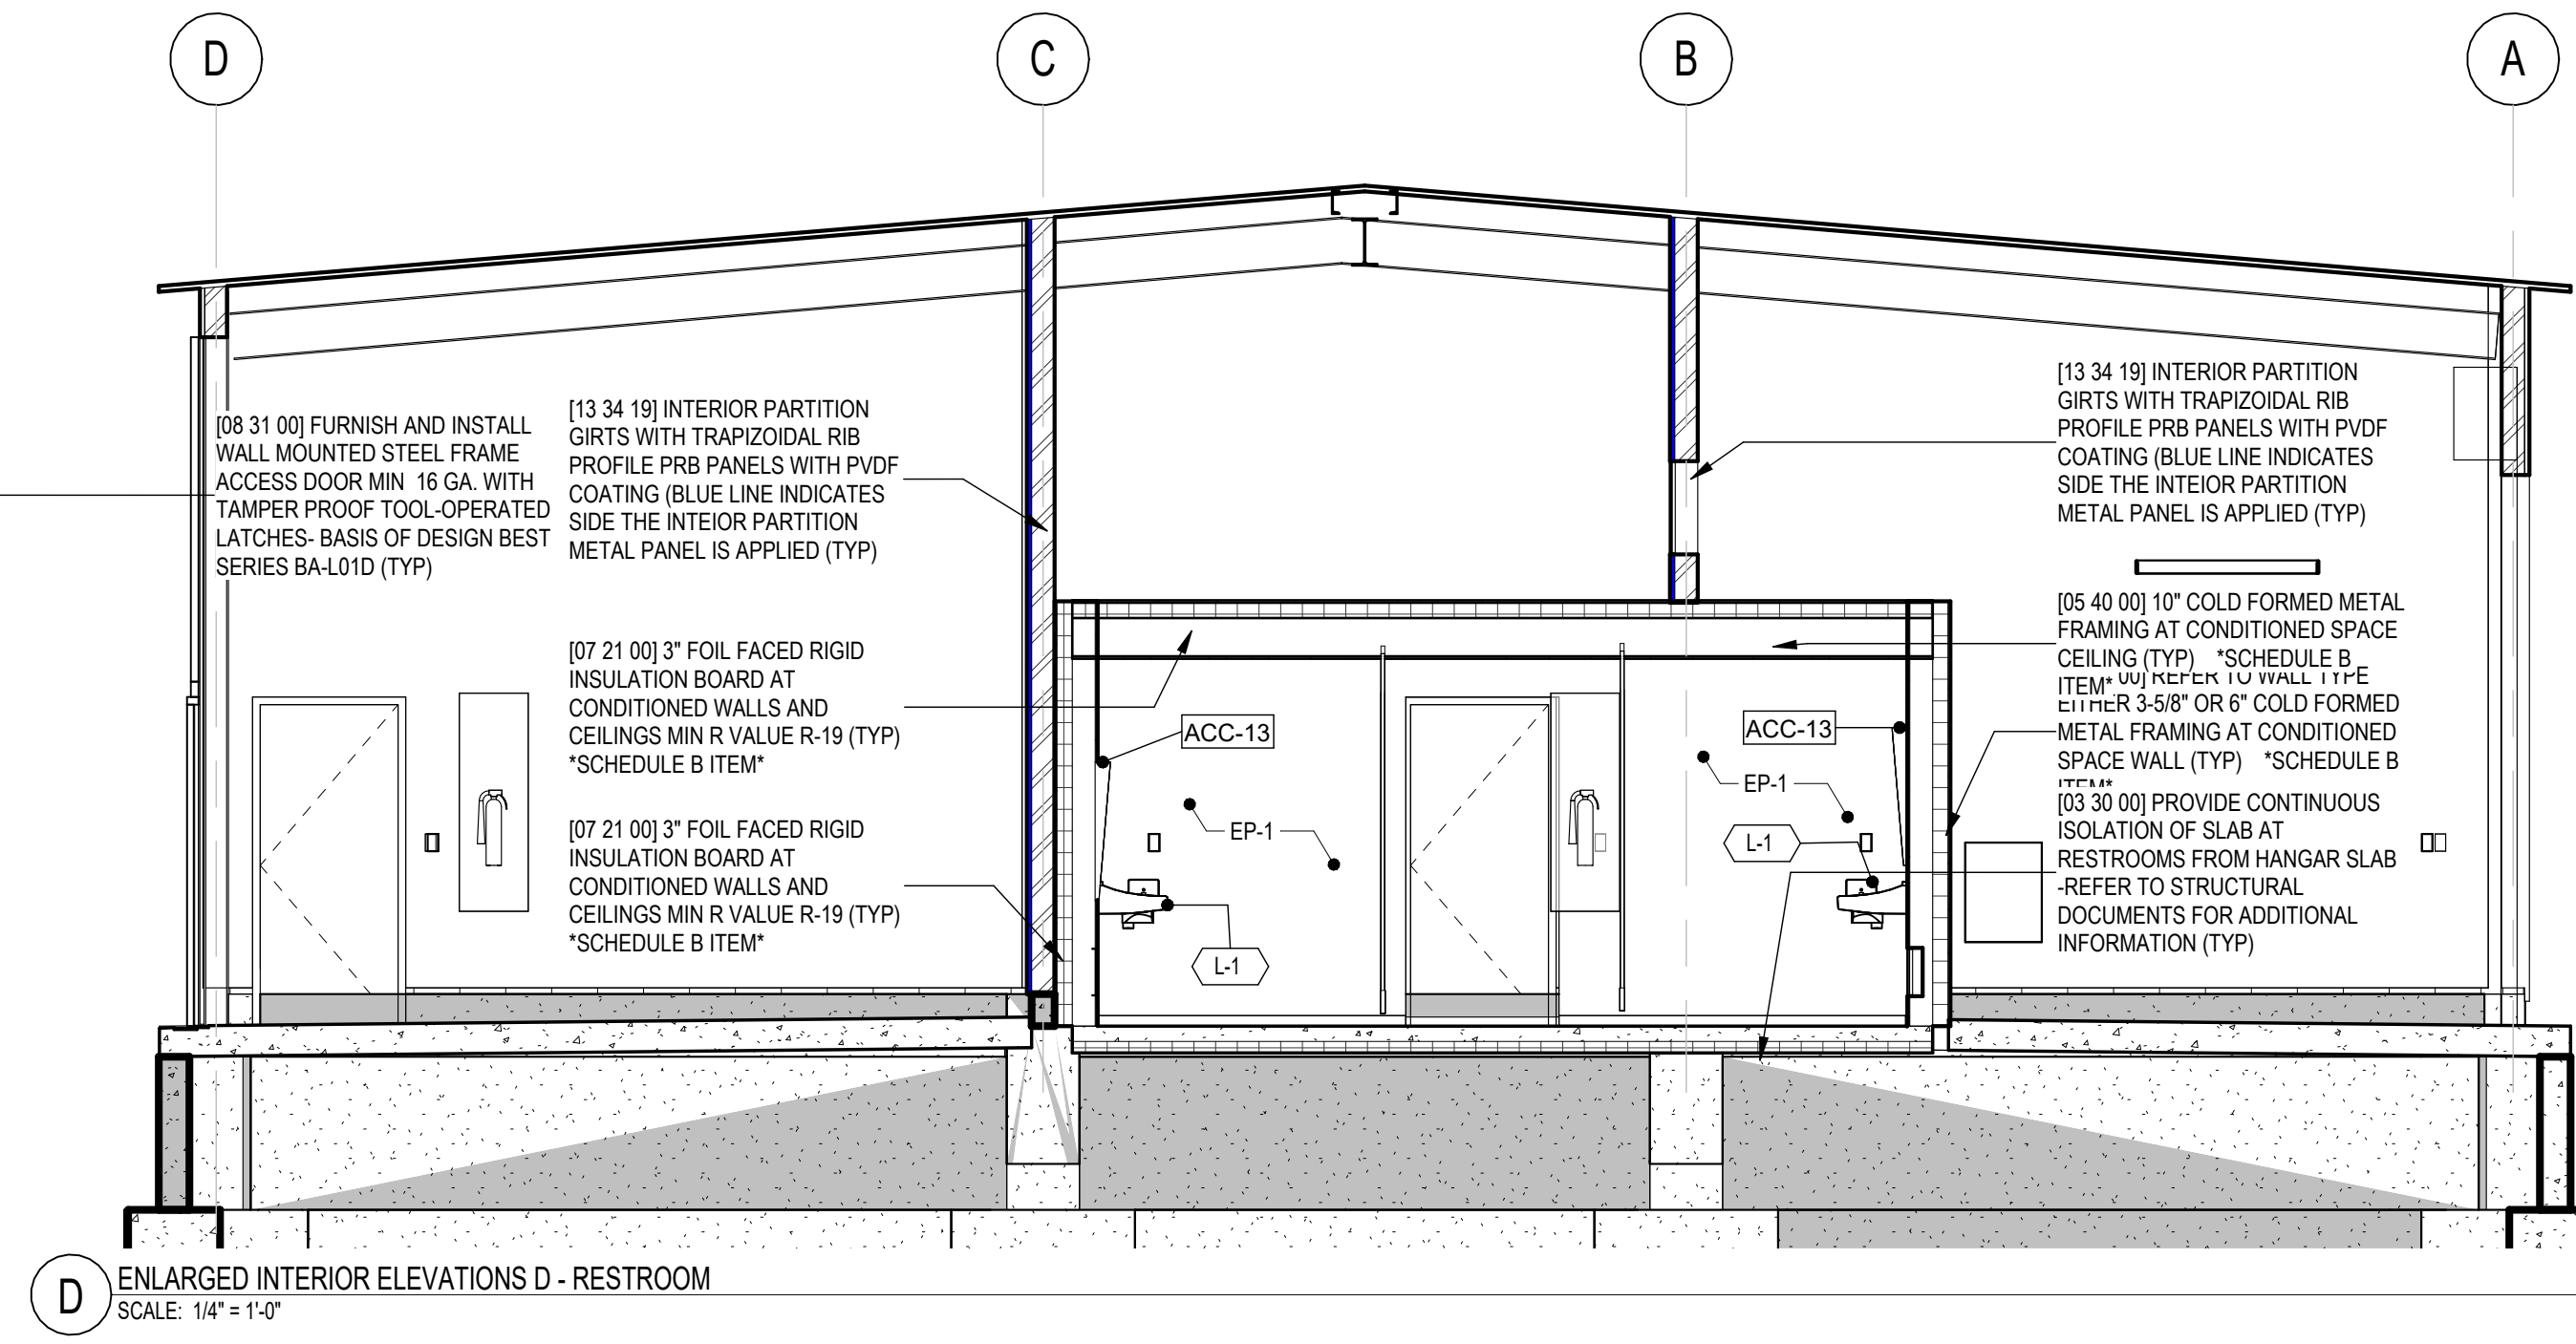 D
C
B
A
[08 31 00] FURNISH AND INSTALL
WALL MOUNTED STEEL FRAME
ACCESS DOOR MIN  16 GA. WITH
TAMPER PROOF TOOL-OPERATED
LATCHES- BASIS OF DESIGN BEST
SERIES BA-L01D (TYP)
[13 34 19] INTERIOR PARTITION
GIRTS WITH TRAPIZOIDAL RIB
PROFILE PRB PANELS WITH PVDF
COATING (BLUE LINE INDICATES
SIDE THE INTEIOR PARTITION
METAL PANEL IS APPLIED (TYP)
[07 21 00] 3" FOIL FACED RIGID
INSULATION BOARD AT
CONDITIONED WALLS AND
CEILINGS MIN R VALUE R-19 (TYP)
*SCHEDULE B ITEM*
[07 21 00] 3" FOIL FACED RIGID
INSULATION BOARD AT
CONDITIONED WALLS AND
CEILINGS MIN R VALUE R-19 (TYP)
*SCHEDULE B ITEM*
ACC-13
EP-1
L-1
ACC-13
EP-1
L-1
[13 34 19] INTERIOR PARTITION
GIRTS WITH TRAPIZOIDAL RIB
PROFILE PRB PANELS WITH PVDF
COATING (BLUE LINE INDICATES
SIDE THE INTEIOR PARTITION
METAL PANEL IS APPLIED (TYP)
[05 40 00] 10" COLD FORMED METAL
FRAMING AT CONDITIONED SPACE
CEILING (TYP)   *SCHEDULE B
ITEM*
00] REFER TO WALL TYPE
EITHER 3-5/8" OR 6" COLD FORMED
METAL FRAMING AT CONDITIONED
SPACE WALL (TYP)   *SCHEDULE B
ITEM*
[03 30 00] PROVIDE CONTINUOUS
ISOLATION OF SLAB AT
RESTROOMS FROM HANGAR SLAB
-REFER TO STRUCTURAL
DOCUMENTS FOR ADDITIONAL
INFORMATION (TYP)
D
ENLARGED INTERIOR ELEVATIONS D - RESTROOM
SCALE:  1/4" = 1'-0"